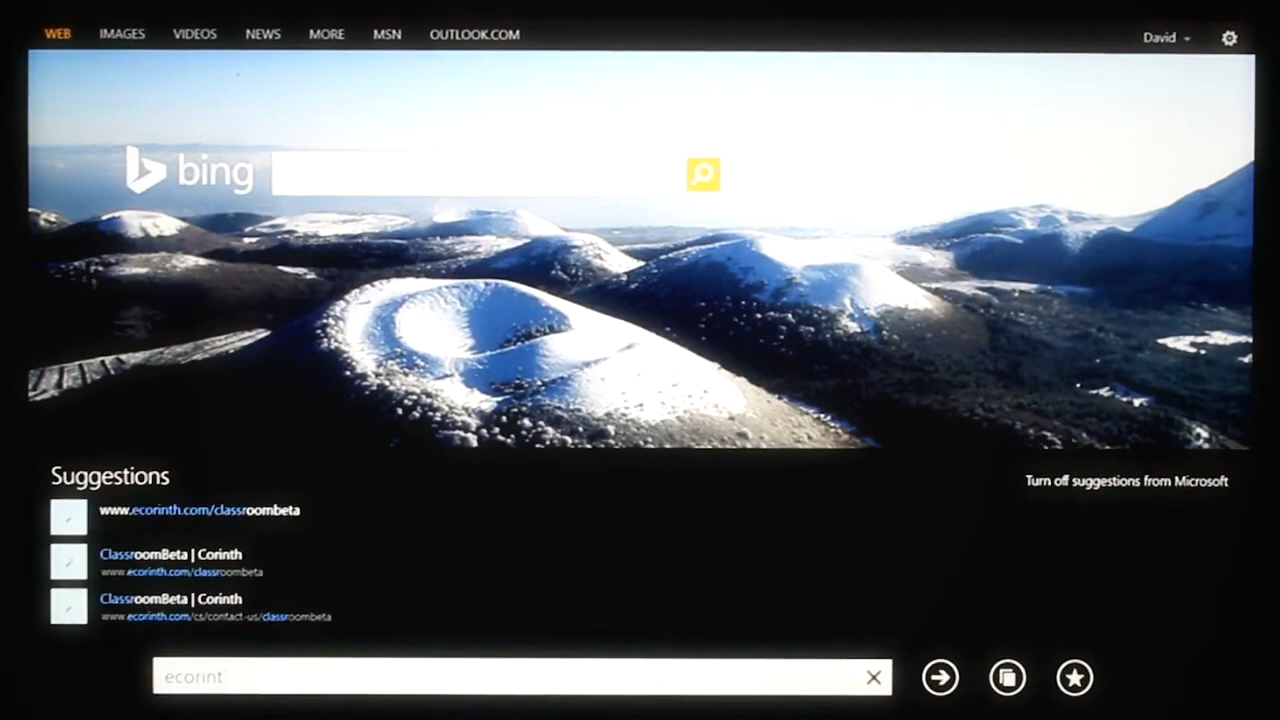 WEB IMAGES VIDEOS NEWS MORE MSN OUTLOOK.COM David
bing
Suggestions
Turn off suggestions from Microsoft
www.ecorinth.com/classroombeta
ClassroomBeta | Corinth
www.ecorinth.com/classroombeta
ClassroomBeta | Corinth
www.ecorinth.com/cs/contact-us/classroombeta
ecorint